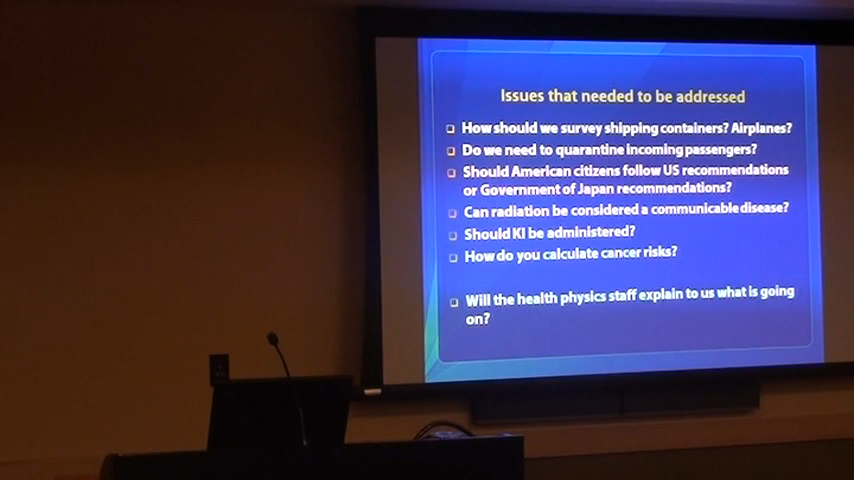 Issues that needed to be addressed
How should we survey shipping containers? Airplanes?
Do we need to quarantine incoming passengers?
Should American citizens follow US recommendations
or Government of Japan recommendations?
Can radiation be considered a communicable disease?
Should KI be administered?
How do you calculate cancer risks?
Will the health physics staff explain to us what is going
on?